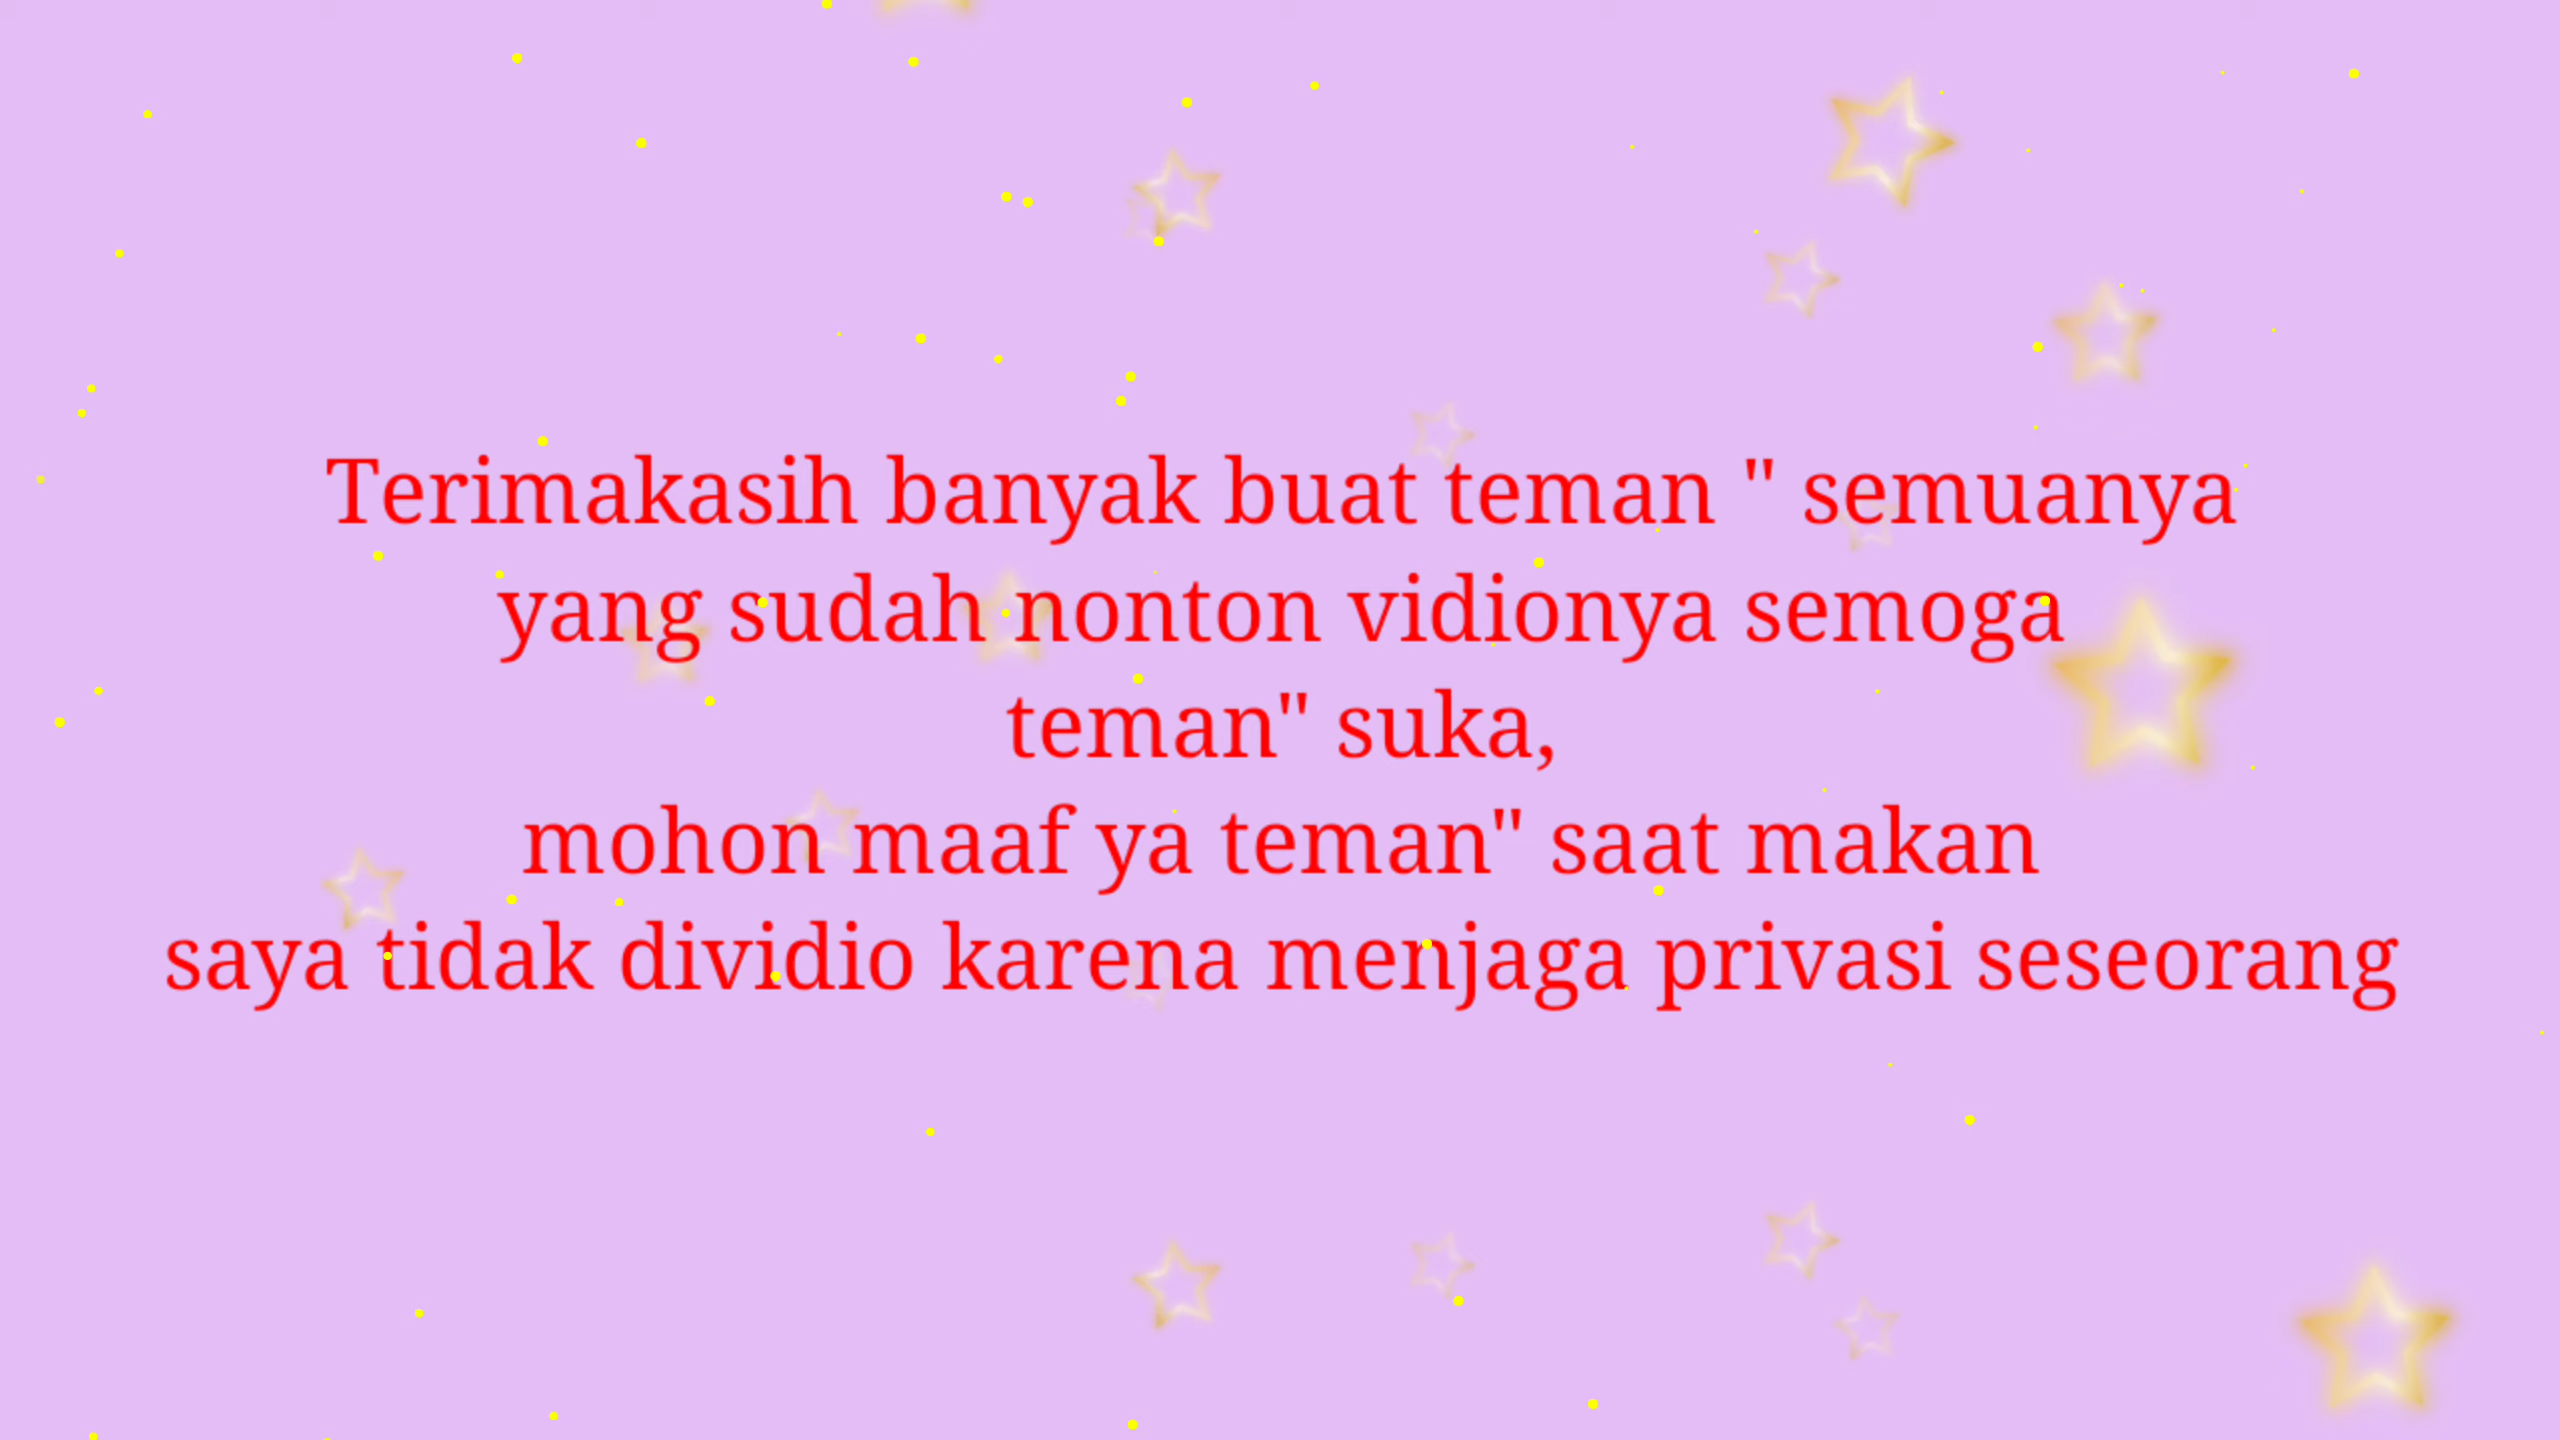 Terimakasih banyak buat teman " semuanya
yang sudah nonton vidionya semoga
teman" suka,
mohon maaf ya teman" saat makan
saya tidak dividio karena menjaga privasi seseorang